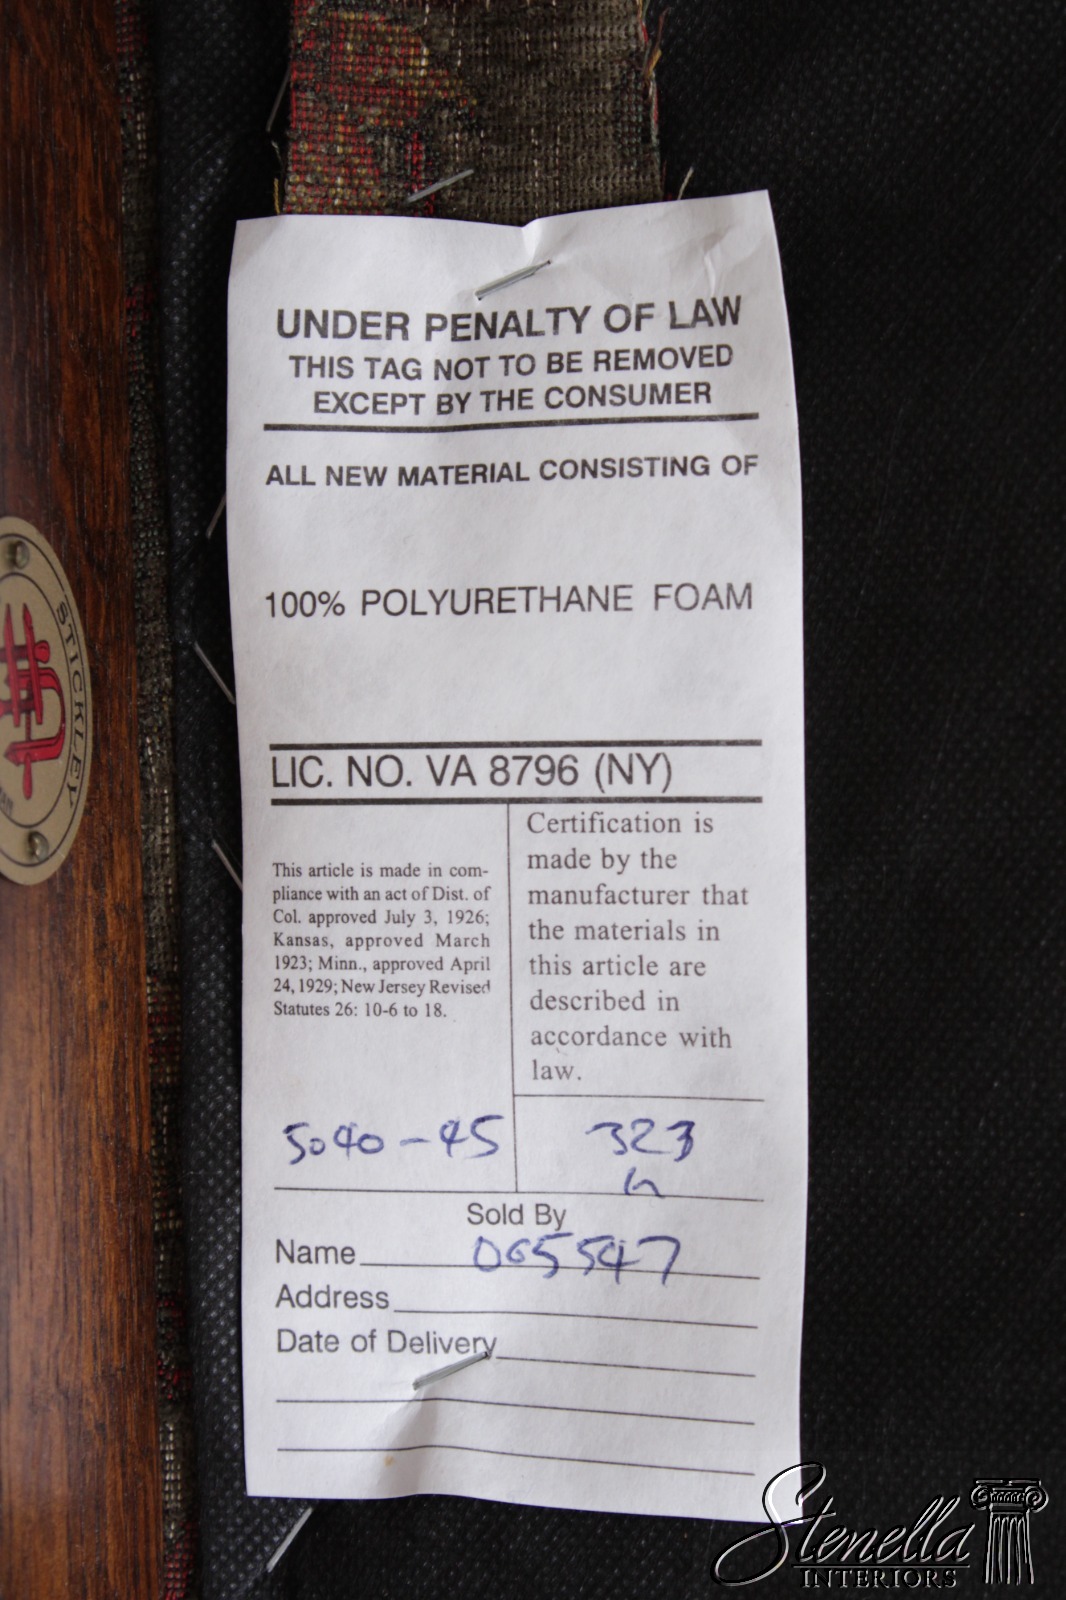 UNDER PENALTY OF LAW
THIS TAG NOT TO BE REMOVED
EXCEPT BY THE CONSUMER
ALL NEW MATERIAL CONSISTING OF
100% POLYURETHANE FOAM
LIC. NO. VA 8796 (NY)
This article is made in com-
pliance with an act of Dist. of
Col. approved July 3, 1926;
Kansas, approved March
1923; Minn., approved April
24, 1929; New Jersey Revised
Statutes 26: 10-6 to 18.
Certification is
made by the
manufacturer that
the materials in
this article are
described in
accordance with
law.
5040-45
323
Sold By
Name 065547
Address
Date of Delivery
STICKLEY
Stenella
INTERIORS